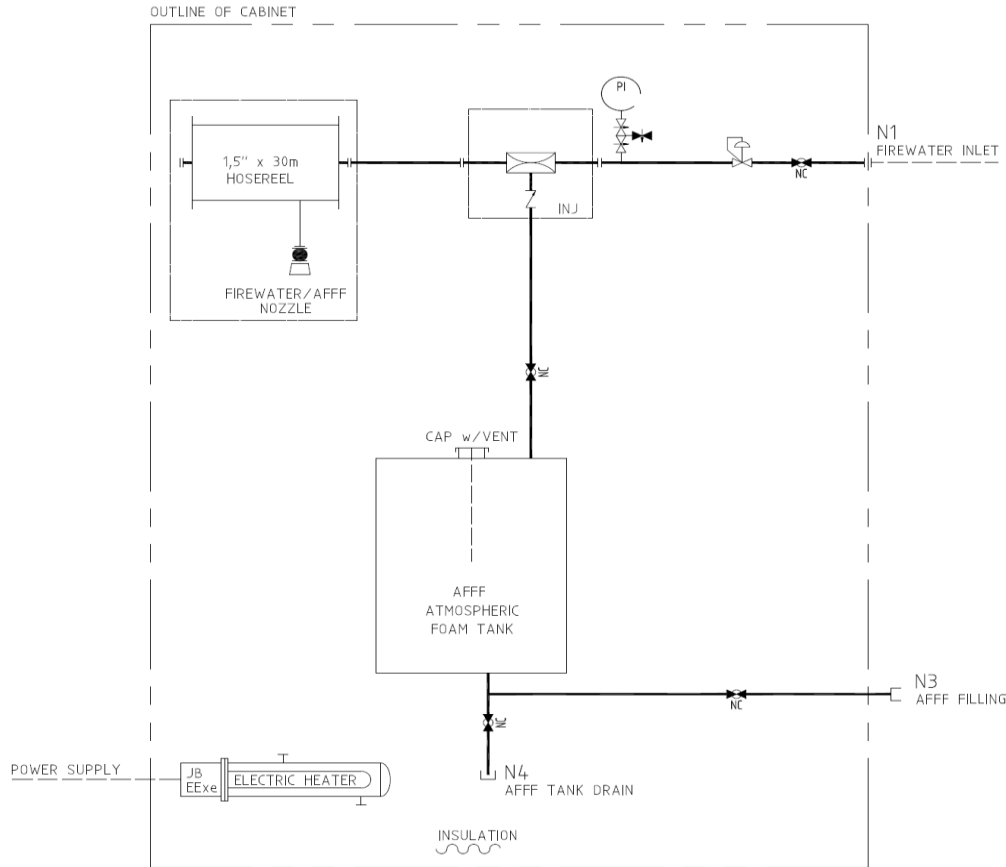 OUTLINE OF CABINET
PI
N1
FIREWATER INLET
NC
1,5" x 30m
HOSEREEL
INJ
FIREWATER/AFFF
NOZZLE
NC
CAP w/VENT
AFFF
ATMOSPHERIC
FOAM TANK
N3
AFFF FILLING
NC
NC
POWER SUPPLY
JB
EExe
ELECTRIC HEATER
N4
AFFF TANK DRAIN
INSULATION